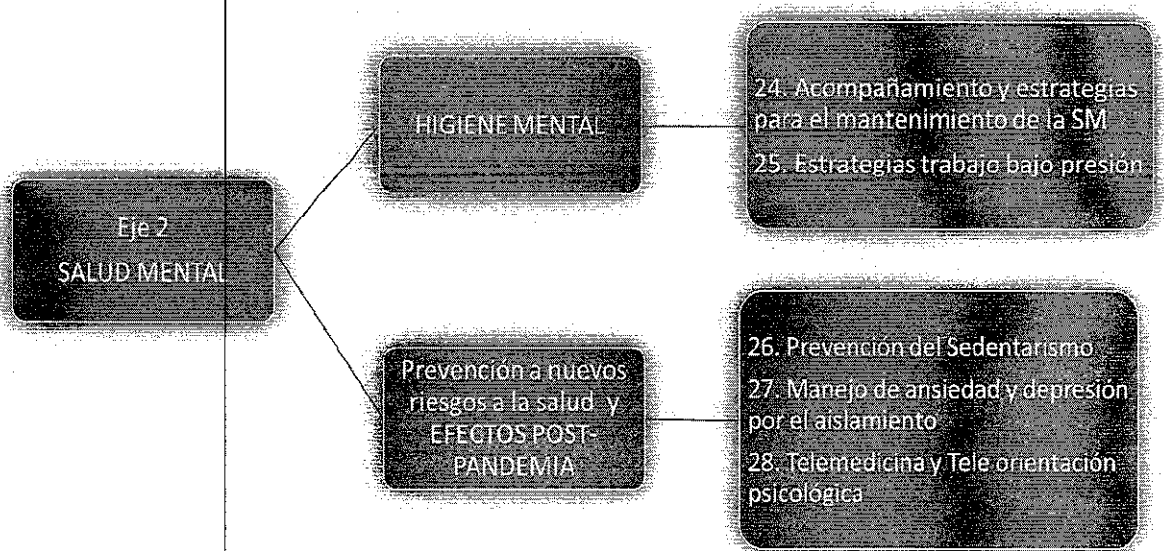 Eje 2
SALUD MENTAL
HIGIENE MENTAL
24. Acompañamiento y estrategias
para el mantenimiento de la SM
25. Estrategias trabajo bajo presión
Prevención a nuevos
riesgos a la salud y
EFECTOS POST-
PANDEMIA
26. Prevención del Sedentarismo
27. Manejo de ansiedad y depresión
por el aislamiento
28. Telemedicina y Tele orientación
psicológica